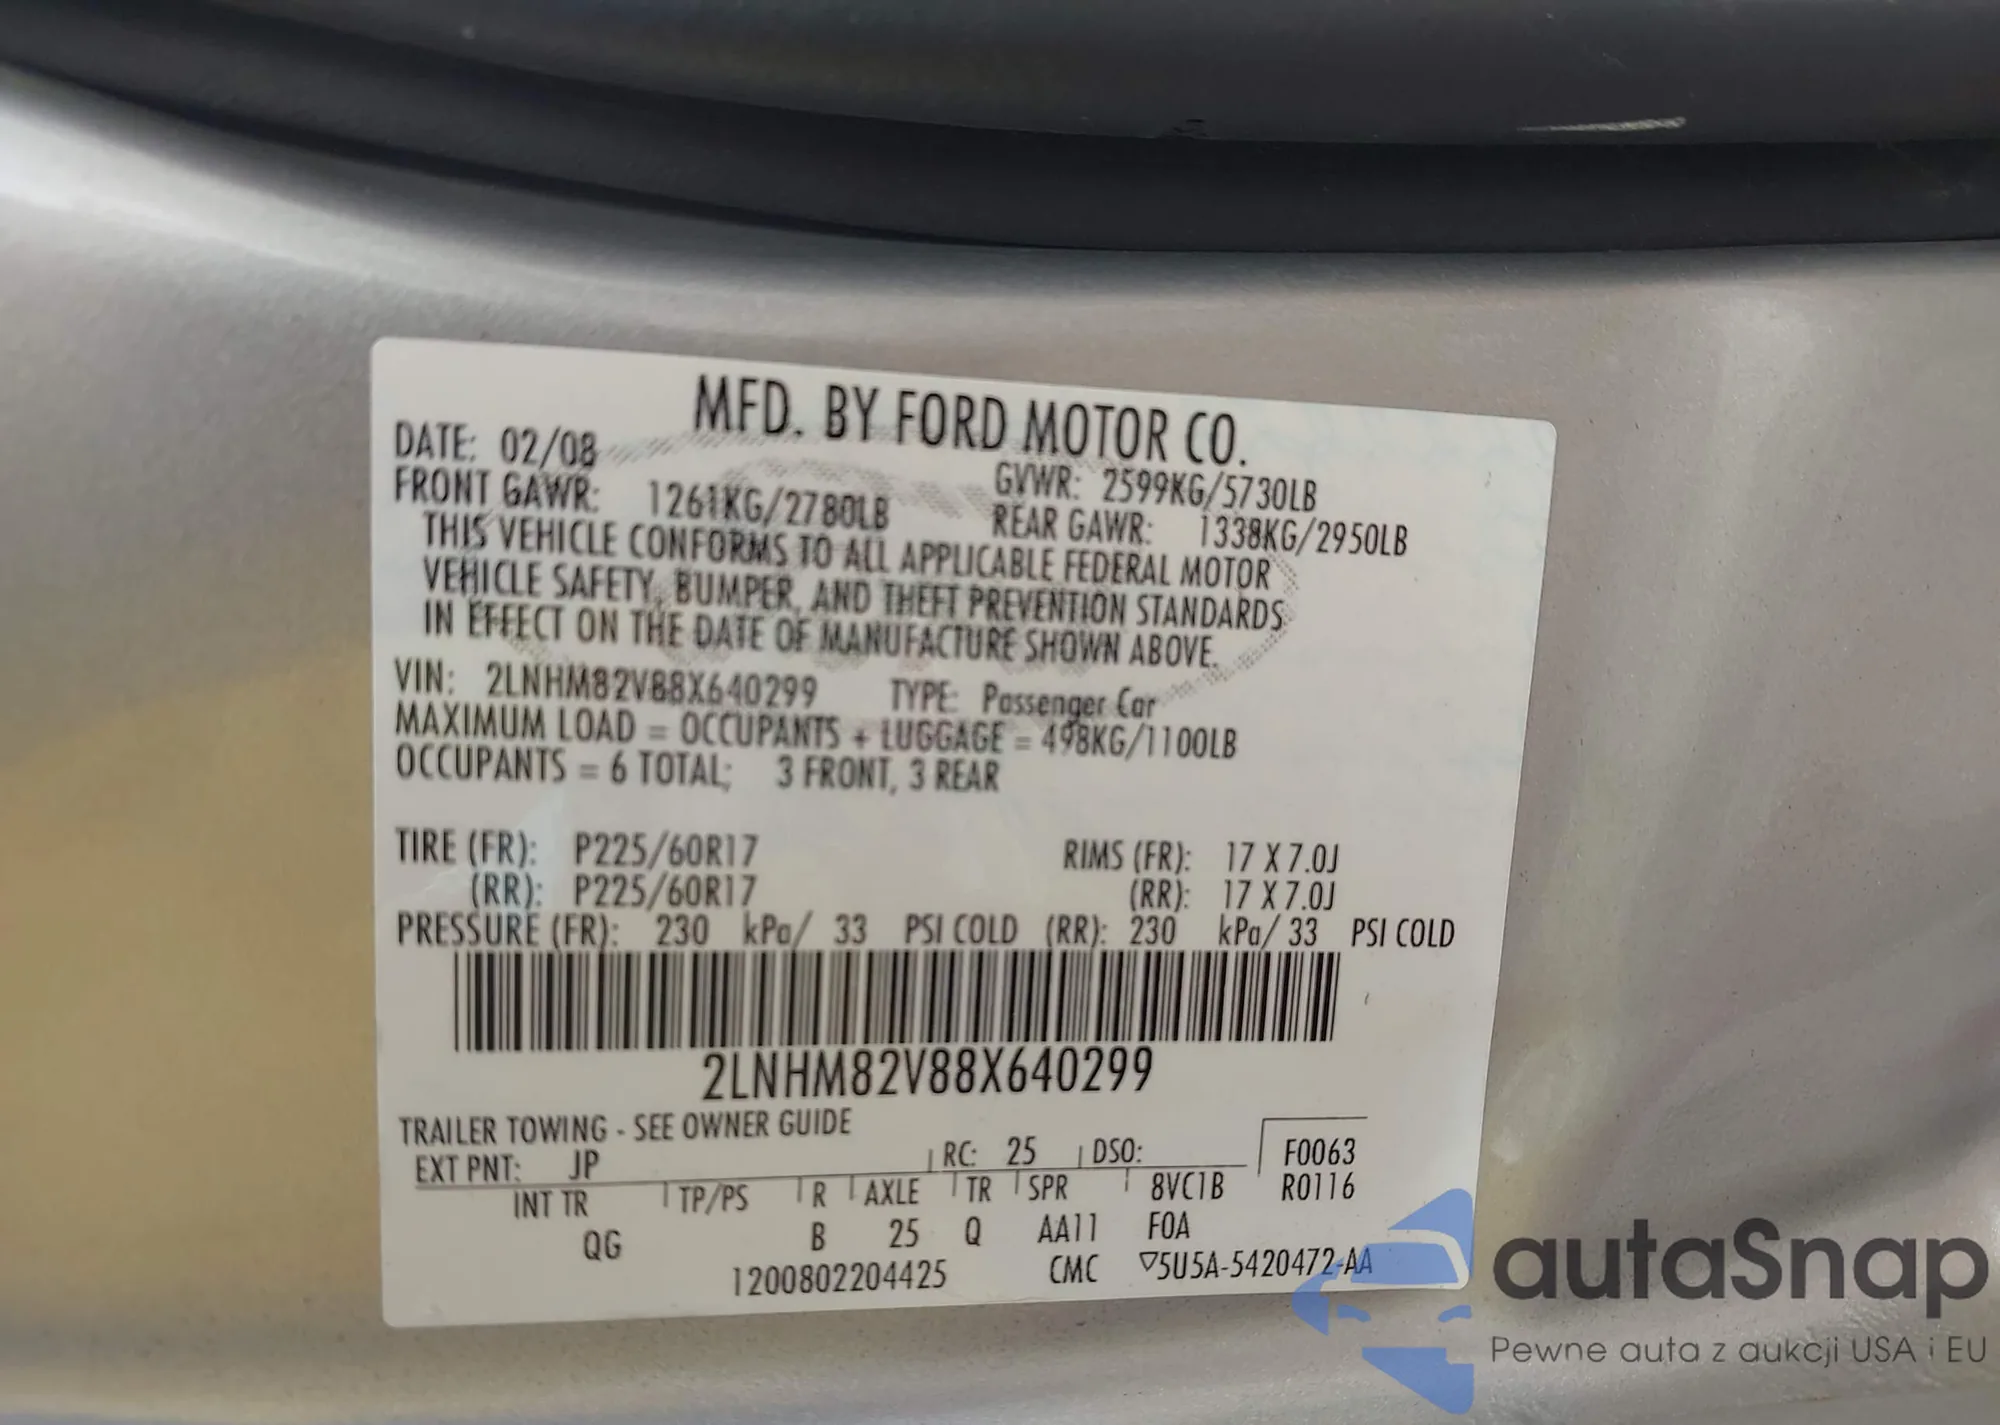 MFD. BY FORD MOTOR CO.
DATE: 02/08 GVWR: 2599KG/5730LB
FRONT GAWR: 1261KG/2780LB REAR GAWR: 1338KG/2950LB
THIS VEHICLE CONFORMS TO ALL APPLICABLE FEDERAL MOTOR
VEHICLE SAFETY, BUMPER, AND THEFT PREVENTION STANDARDS
IN EFFECT ON THE DATE OF MANUFACTURE SHOWN ABOVE.
VIN: 2LNHM82V88X640299 TYPE: Passenger Car
MAXIMUM LOAD = OCCUPANTS + LUGGAGE = 498KG/1100LB
OCCUPANTS = 6 TOTAL; 3 FRONT, 3 REAR
TIRE (FR): P225/60R17 RIMS (FR): 17 X 7.0J
(RR): P225/60R17 (RR): 17 X 7.0J
PRESSURE (FR): 230 kPa/ 33 PSI COLD (RR): 230 kPa/ 33 PSI COLD
2LNHM82V88X640299
TRAILER TOWING - SEE OWNER GUIDE
EXT PNT: JP RC: 25 DSO: F0063
INT TR TP/PS R AXLE TR SPR 8VC1B R0116
QG B 25 Q AA11 F0A
1200802204425 CMC ▽5U5A-5420472-AA
autaSnap
Pewne auta z aukcji USA i EU